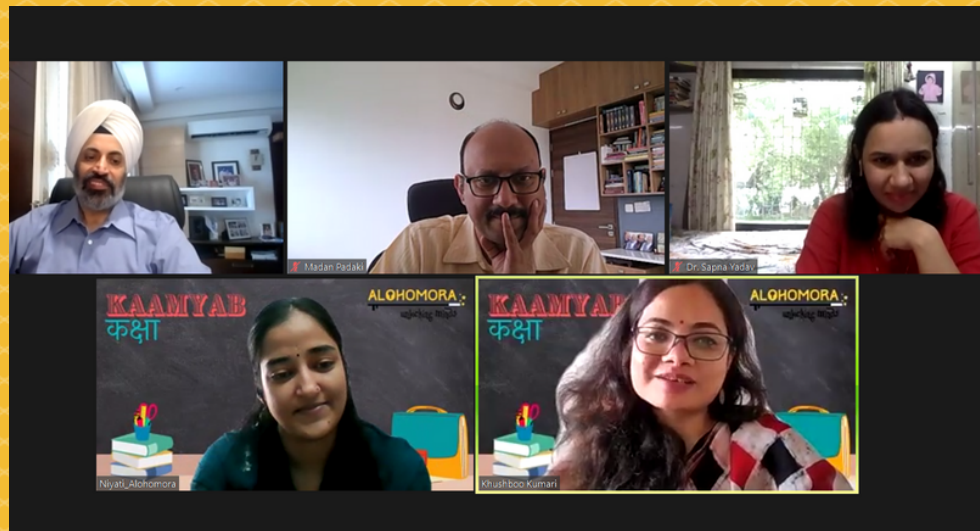 Madan Padaki
Dr. Sapna Yadav
KAAMYAB
कक्षा
ALOHOMORA
Niyati_Alohomora
KAAMYAB
कक्षा
ALOHOMORA
Khushboo Kumari